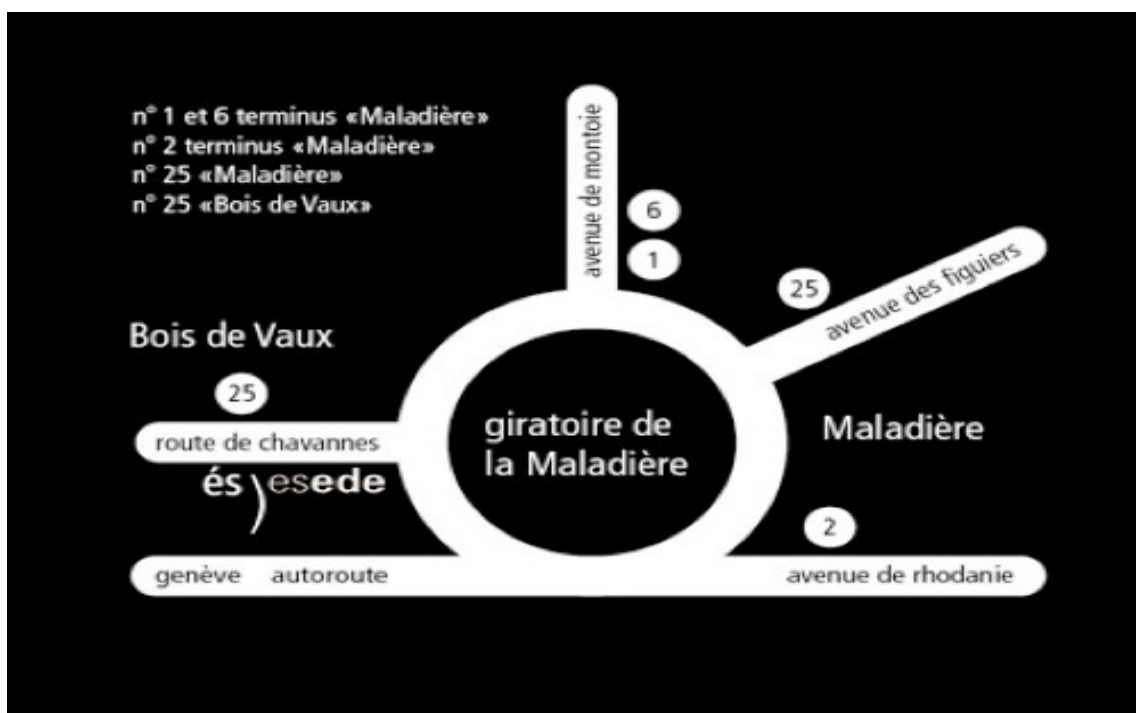 n° 1 et 6 terminus «Maladière»
n° 2 terminus «Maladière»
n° 25 «Maladière»
n° 25 «Bois de Vaux»
avenue de montoie
6
1
25
avenue des figuiers
Bois de Vaux
25
route de chavannes
és)esede
giratoire de
la Maladière
Maladière
2
genève autoroute
avenue de rhodanie